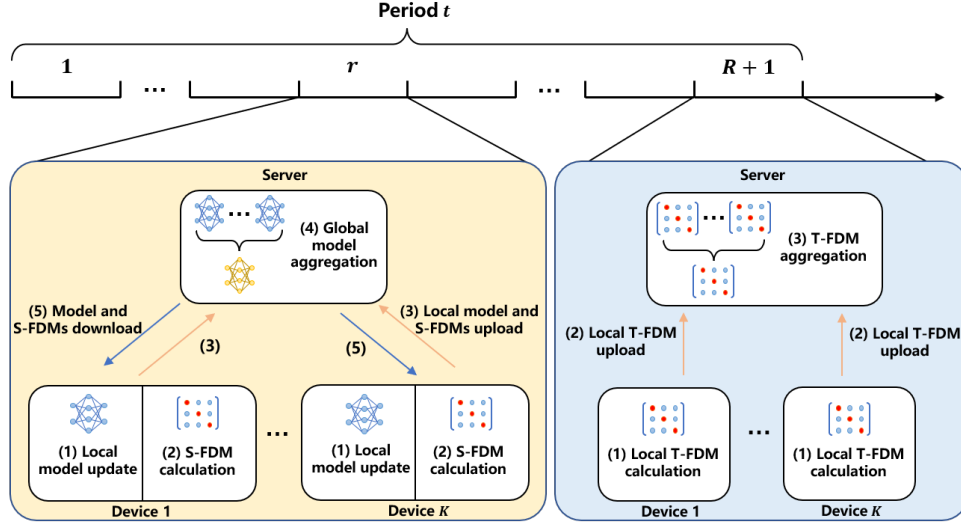 Period t
1
...
r
...
R + 1
Server
...
(4) Global
model
aggregation
(5) Model and
S-FDMs download
(3)
(5)
(3) Local model and
S-FDMs upload
(1) Local
model update
(2) S-FDM
calculation
...
(1) Local
model update
(2) S-FDM
calculation
Device 1
Device K
Server
...
(3) T-FDM
aggregation
(2) Local T-FDM
upload
(2) Local T-FDM
upload
(1) Local T-FDM
calculation
...
(1) Local T-FDM
calculation
Device 1
Device K